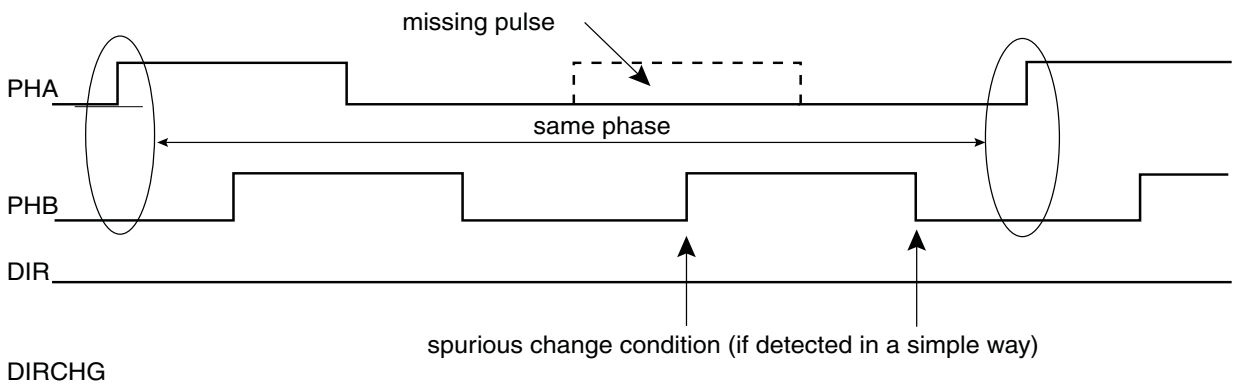 missing pulse
PHA
same phase
PHB
DIR
spurious change condition (if detected in a simple way)
DIRCHG